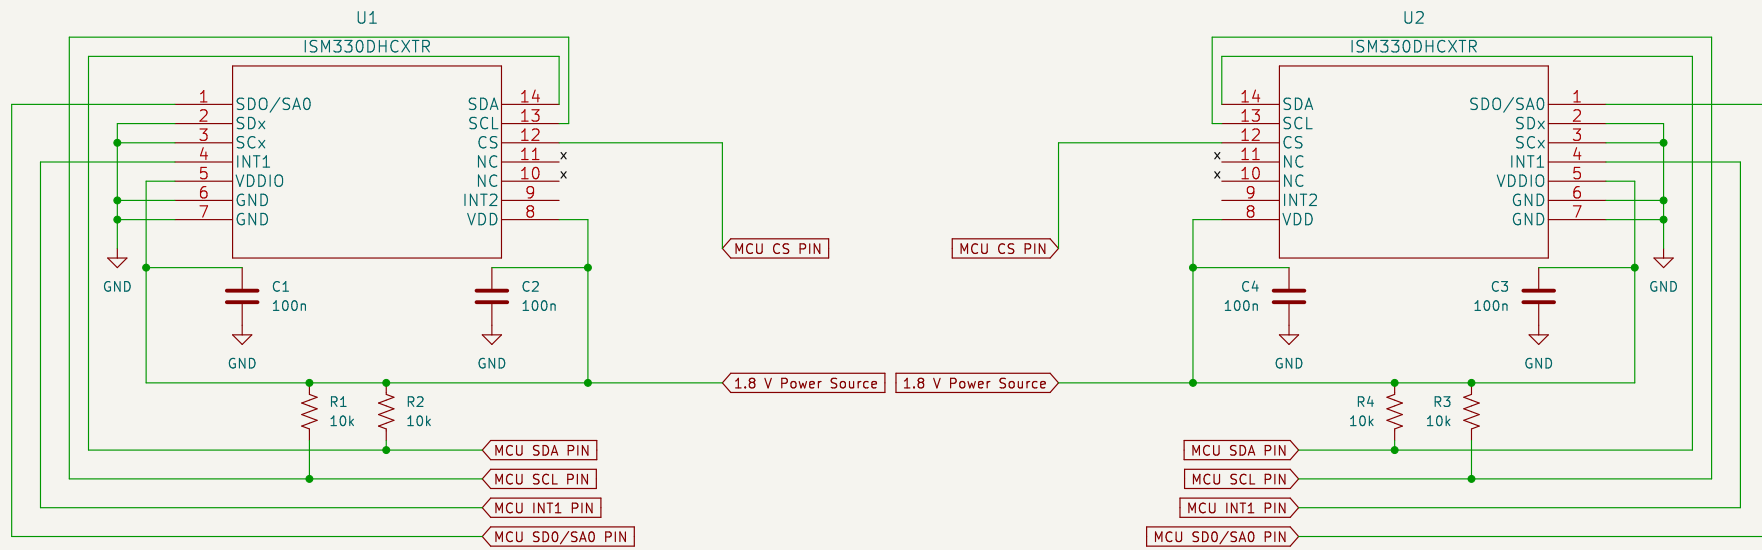 U1
ISM330DHCXTR
1 SDO/SA0
2 SDx
3 SCx
4 INT1
5 VDDIO
6 GND
7 GND
SDA 14
SCL 13
CS 12
NC 11 x
NC 10 x
INT2 9
VDD 8
GND
C1
100n
GND
C2
100n
GND
MCU CS PIN
1.8 V Power Source
R1
10k
R2
10k
MCU SDA PIN
MCU SCL PIN
MCU INT1 PIN
MCU SDO/SA0 PIN
U2
ISM330DHCXTR
14 SDA
13 SCL
12 CS
x 11 NC
x 10 NC
9 INT2
8 VDD
SDO/SA0 1
SDx 2
SCx 3
INT1 4
VDDIO 5
GND 6
GND 7
MCU CS PIN
C4
100n
GND
C3
100n
GND
GND
1.8 V Power Source
R4
10k
R3
10k
MCU SDA PIN
MCU SCL PIN
MCU INT1 PIN
MCU SDO/SA0 PIN